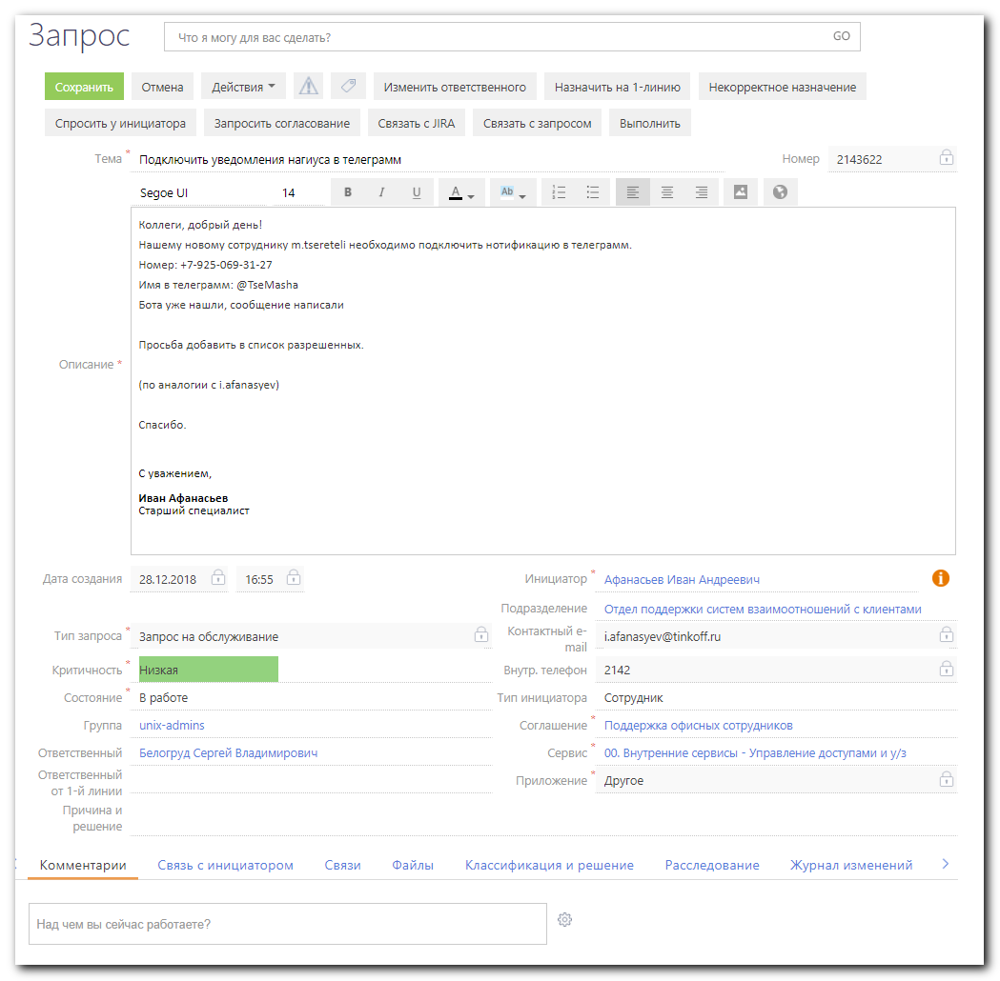 Запрос
Что я могу для вас сделать? GO
Сохранить Отмена Действия Изменить ответственного Назначить на 1-линию Некорректное назначение
Спросить у инициатора Запросить согласование Связать с JIRA Связать с запросом Выполнить
Тема * Подключить уведомления нагиуса в телеграмм Номер 2143622
Segoe UI 14 B I U A Ab
Коллеги, добрый день!
Нашему новому сотруднику m.tsereteli необходимо подключить нотификацию в телеграмм.
Номер: +7-925-069-31-27
Имя в телеграмм: @TseMasha
Бота уже нашли, сообщение написали
Просьба добавить в список разрешенных.
Описание *
(по аналогии с i.afanasyev)
Спасибо.
С уважением,
Иван Афанасьев
Старший специалист
Дата создания 28.12.2018 16:55 Инициатор * Афанасьев Иван Андреевич
Подразделение Отдел поддержки систем взаимоотношений с клиентами
Тип запроса * Запрос на обслуживание Контактный e-
mail i.afanasyev@tinkoff.ru
Критичность * Низкая Внутр. телефон 2142
Состояние * В работе Тип инициатора Сотрудник
Группа unix-admins Соглашение * Поддержка офисных сотрудников
Ответственный Белогруд Сергей Владимирович Сервис * 00. Внутренние сервисы - Управление доступами и у/з
Ответственный
от 1-й линии Приложение * Другое
Причина и
решение
Комментарии Связь с инициатором Связи Файлы Классификация и решение Расследование Журнал изменений
Над чем вы сейчас работаете?